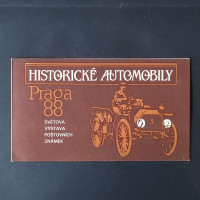 HISTORICKÉ AUTOMOBILY
Praga
88
SVĚTOVÁ
VÝSTAVA
POŠTOVNÍCH
ZNÁMEK